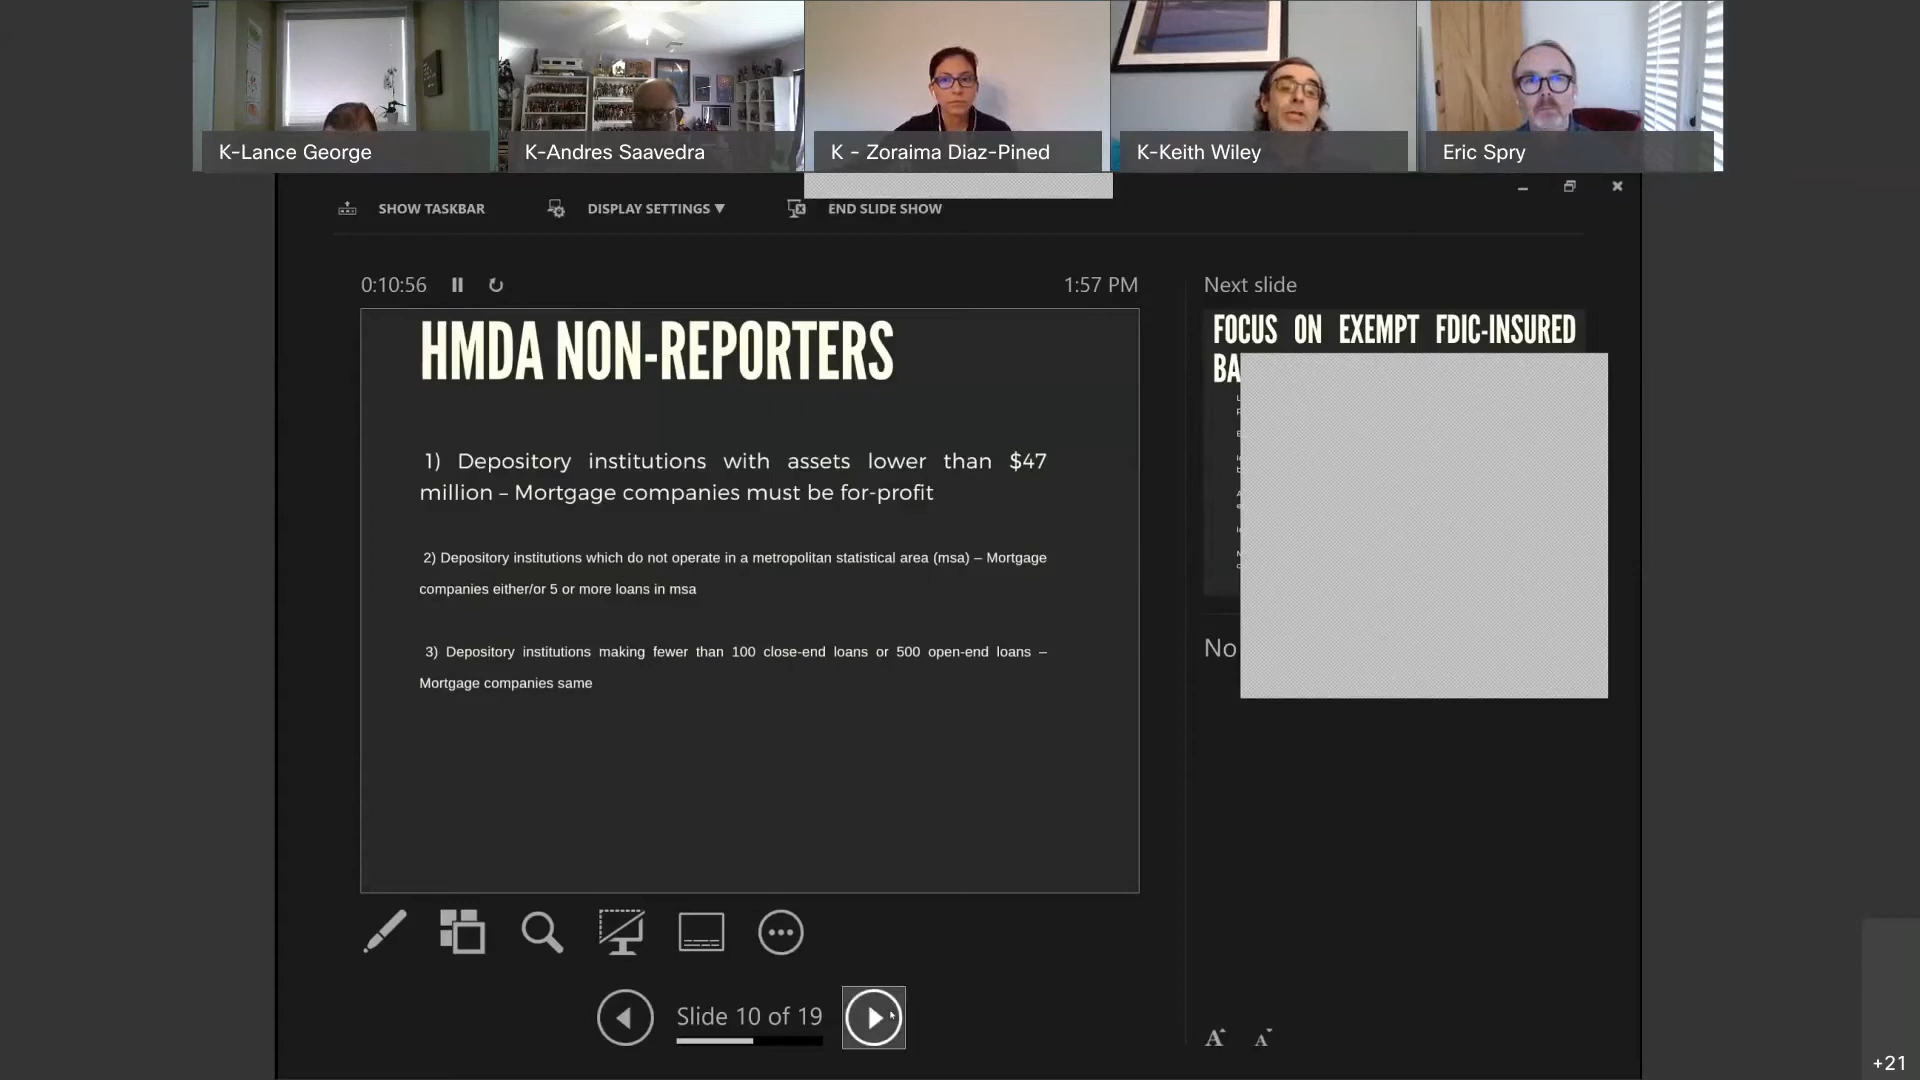 K-Lance George
K-Andres Saavedra
K - Zoraima Diaz-Pined
K-Keith Wiley
Eric Spry
SHOW TASKBAR
DISPLAY SETTINGS ▼
END SLIDE SHOW
0:10:56
1:57 PM
Next slide
HMDA NON-REPORTERS
1) Depository institutions with assets lower than $47
million – Mortgage companies must be for-profit
2) Depository institutions which do not operate in a metropolitan statistical area (msa) – Mortgage
companies either/or 5 or more loans in msa
3) Depository institutions making fewer than 100 close-end loans or 500 open-end loans –
Mortgage companies same
FOCUS ON EXEMPT FDIC-INSURED
BA
No
Slide 10 of 19
A A
+21